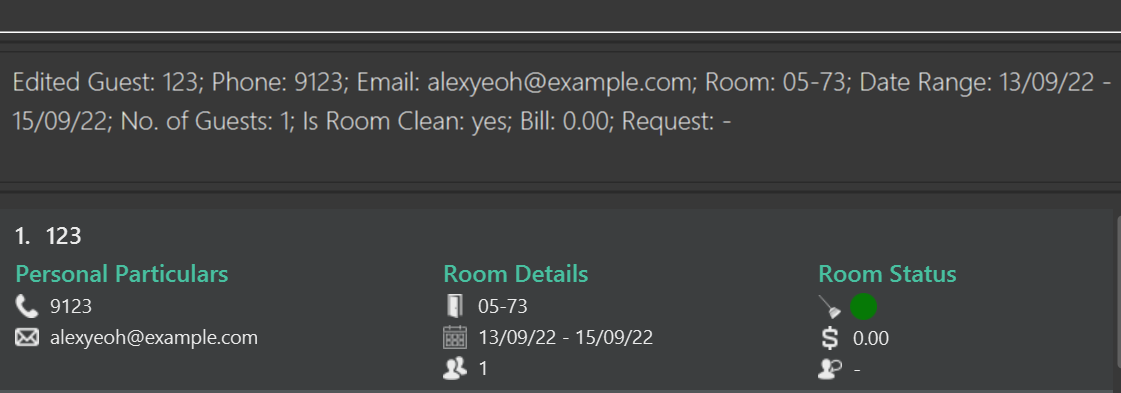 Edited Guest: 123; Phone: 9123; Email: alexyeoh@example.com; Room: 05-73; Date Range: 13/09/22 -
15/09/22; No. of Guests: 1; Is Room Clean: yes; Bill: 0.00; Request: -
1. 123
Personal Particulars
9123
alexyeoh@example.com
Room Details
05-73
13/09/22 - 15/09/22
1
Room Status
0.00
-